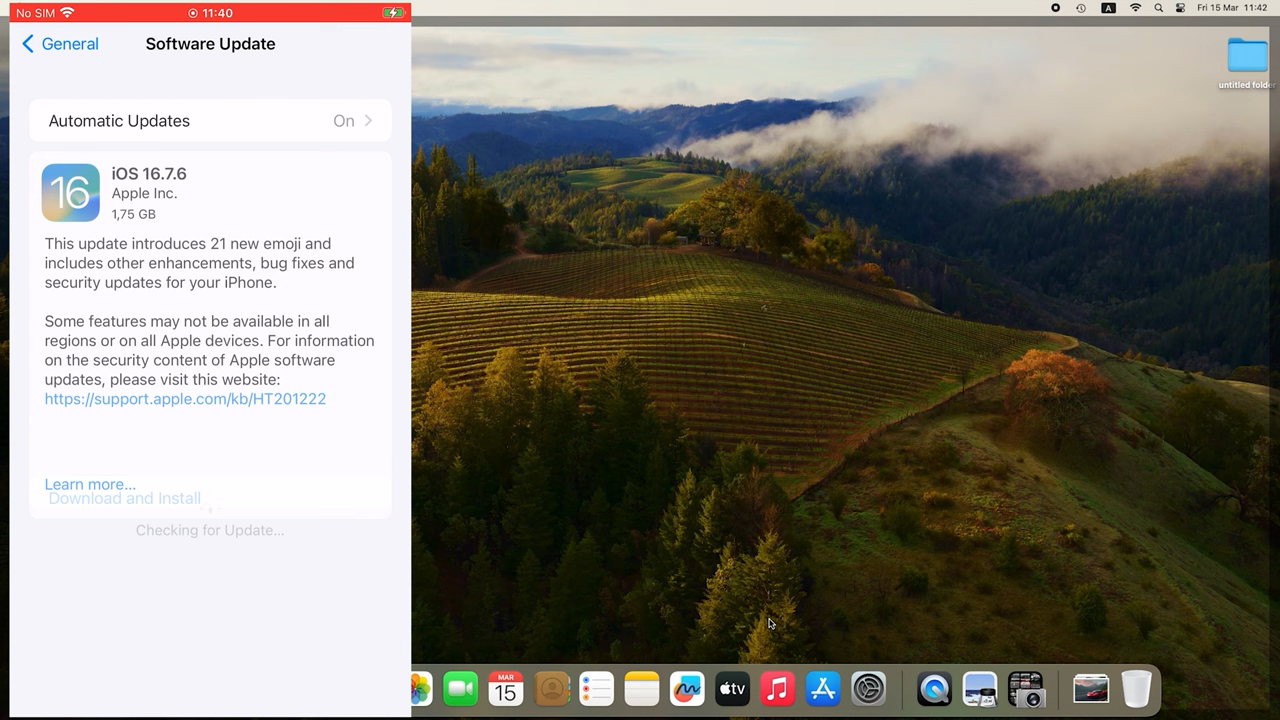 No SIM 11:40
A Fri 15 Mar 11:42
General Software Update
untitled folder
Automatic Updates On
16
iOS 16.7.6
Apple Inc.
1,75 GB
This update introduces 21 new emoji and
includes other enhancements, bug fixes and
security updates for your iPhone.
Some features may not be available in all
regions or on all Apple devices. For information
on the security content of Apple software
updates, please visit this website:
https://support.apple.com/kb/HT201222
Learn more...
Download and Install
Checking for Update...
MAR
15
tv